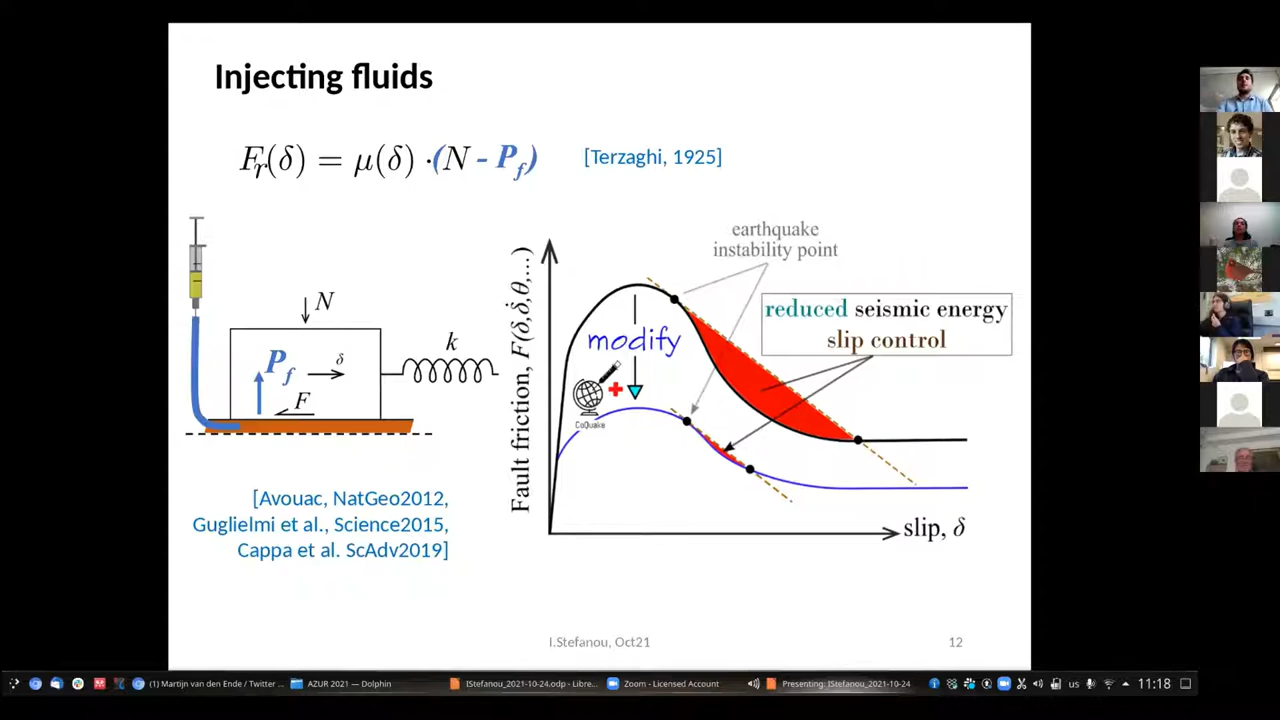 Injecting fluids
F_r(δ) = μ(δ) · (N - P_f)
[Terzaghi, 1925]
earthquake
instability point
reduced seismic energy
slip control
modify
CoQuake
Fault friction, F(δ,δ̇,θ,...)
slip, δ
N
P_f
δ
F
k
[Avouac, NatGeo2012,
Guglielmi et al., Science2015,
Cappa et al. ScAdv2019]
I.Stefanou, Oct21
12
(1) Martijn van den Ende / Twitter ...
AZUR 2021 — Dolphin
IStefanou_2021-10-24.odp - Libre...
Zoom - Licensed Account
Presenting: IStefanou_2021-10-24
us
11:18